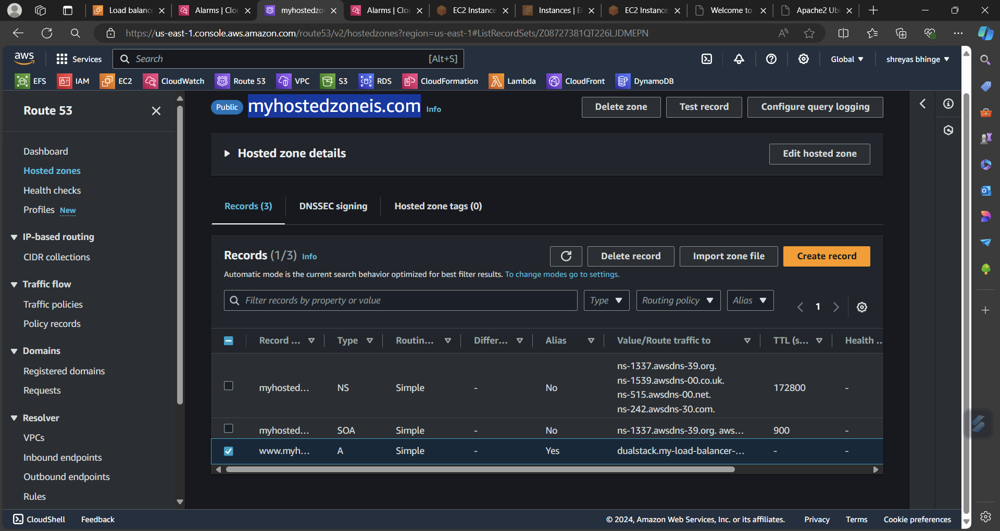 Load balance
Alarms | Clou
myhostedzo
Alarms | Clou
EC2 Instance
Instances | E
EC2 Instance
Welcome to
Apache2 Ub
https://us-east-1.console.aws.amazon.com/route53/v2/hostedzones?region=us-east-1#ListRecordSets/Z08727381QT226LJDMEPN
aws
Services
Search
[Alt+S]
Global
shreyas bhinge
EFS
IAM
EC2
CloudWatch
Route 53
VPC
S3
RDS
CloudFormation
Lambda
CloudFront
DynamoDB
Route 53
Dashboard
Hosted zones
Health checks
Profiles New
IP-based routing
CIDR collections
Traffic flow
Traffic policies
Policy records
Domains
Registered domains
Requests
Resolver
VPCs
Inbound endpoints
Outbound endpoints
Rules
Public myhostedzoneis.com Info
Delete zone
Test record
Configure query logging
Hosted zone details
Edit hosted zone
Records (3)
DNSSEC signing
Hosted zone tags (0)
Records (1/3) Info
Delete record
Import zone file
Create record
Automatic mode is the current search behavior optimized for best filter results. To change modes go to settings.
Filter records by property or value
Type
Routing policy
Alias
1
Record ... Type Routin... Differ... Alias Value/Route traffic to TTL (s... Health ..
ns-1337.awsdns-39.org.
ns-1539.awsdns-00.co.uk.
myhosted... NS Simple - No 172800 -
ns-515.awsdns-00.net.
ns-242.awsdns-30.com.
myhosted... SOA Simple - No ns-1337.awsdns-39.org. aws... 900 -
www.myh... A Simple - Yes dualstack.my-load-balancer-... - -
CloudShell
Feedback
© 2024, Amazon Web Services, Inc. or its affiliates.
Privacy
Terms
Cookie preferences